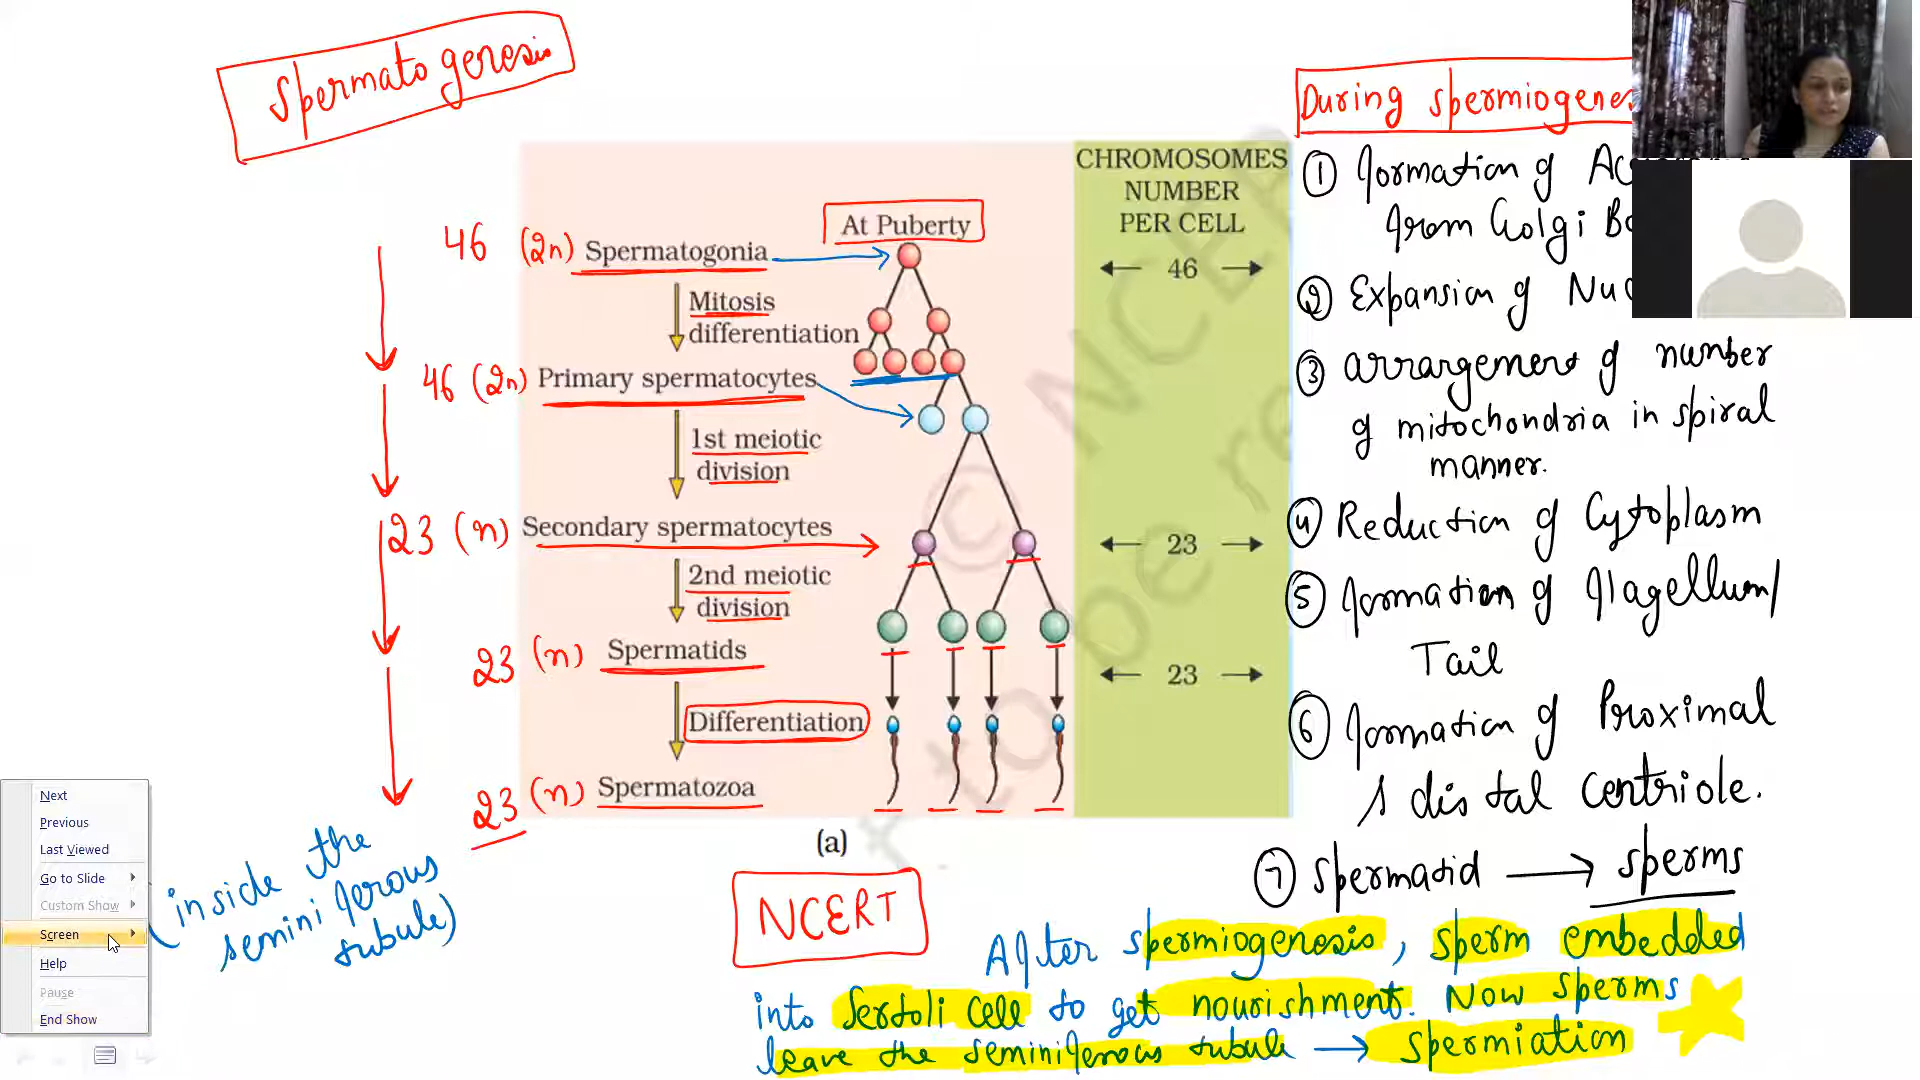 Spermatogenesis
At Puberty
46 (2n) Spermatogonia
Mitosis
differentiation
46 (2n) Primary spermatocytes
1st meiotic
division
23 (n) Secondary spermatocytes
2nd meiotic
division
23 (n) Spermatids
Differentiation
23 (n) Spermatozoa
(a)
CHROMOSOMES
NUMBER
PER CELL
46
23
23
(inside the
seminiferous
tubule)
NCERT
During
① formation of
from Golgi
② Expansion of
③ arrangement of number
of mitochondria in spiral
manner.
④ Reduction of Cytoplasm
⑤ formation of flagellum/
Tail
⑥ formation of Proximal
& distal Centriole.
⑦ Spermatid → sperms
After spermiogenesis, sperm embedded
into Sertoli Cell to get nourishment. Now sperms
leave the seminiferous tubule → spermiation
Next
Previous
Last Viewed
Go to Slide
Custom Show
Screen
Help
Pause
End Show